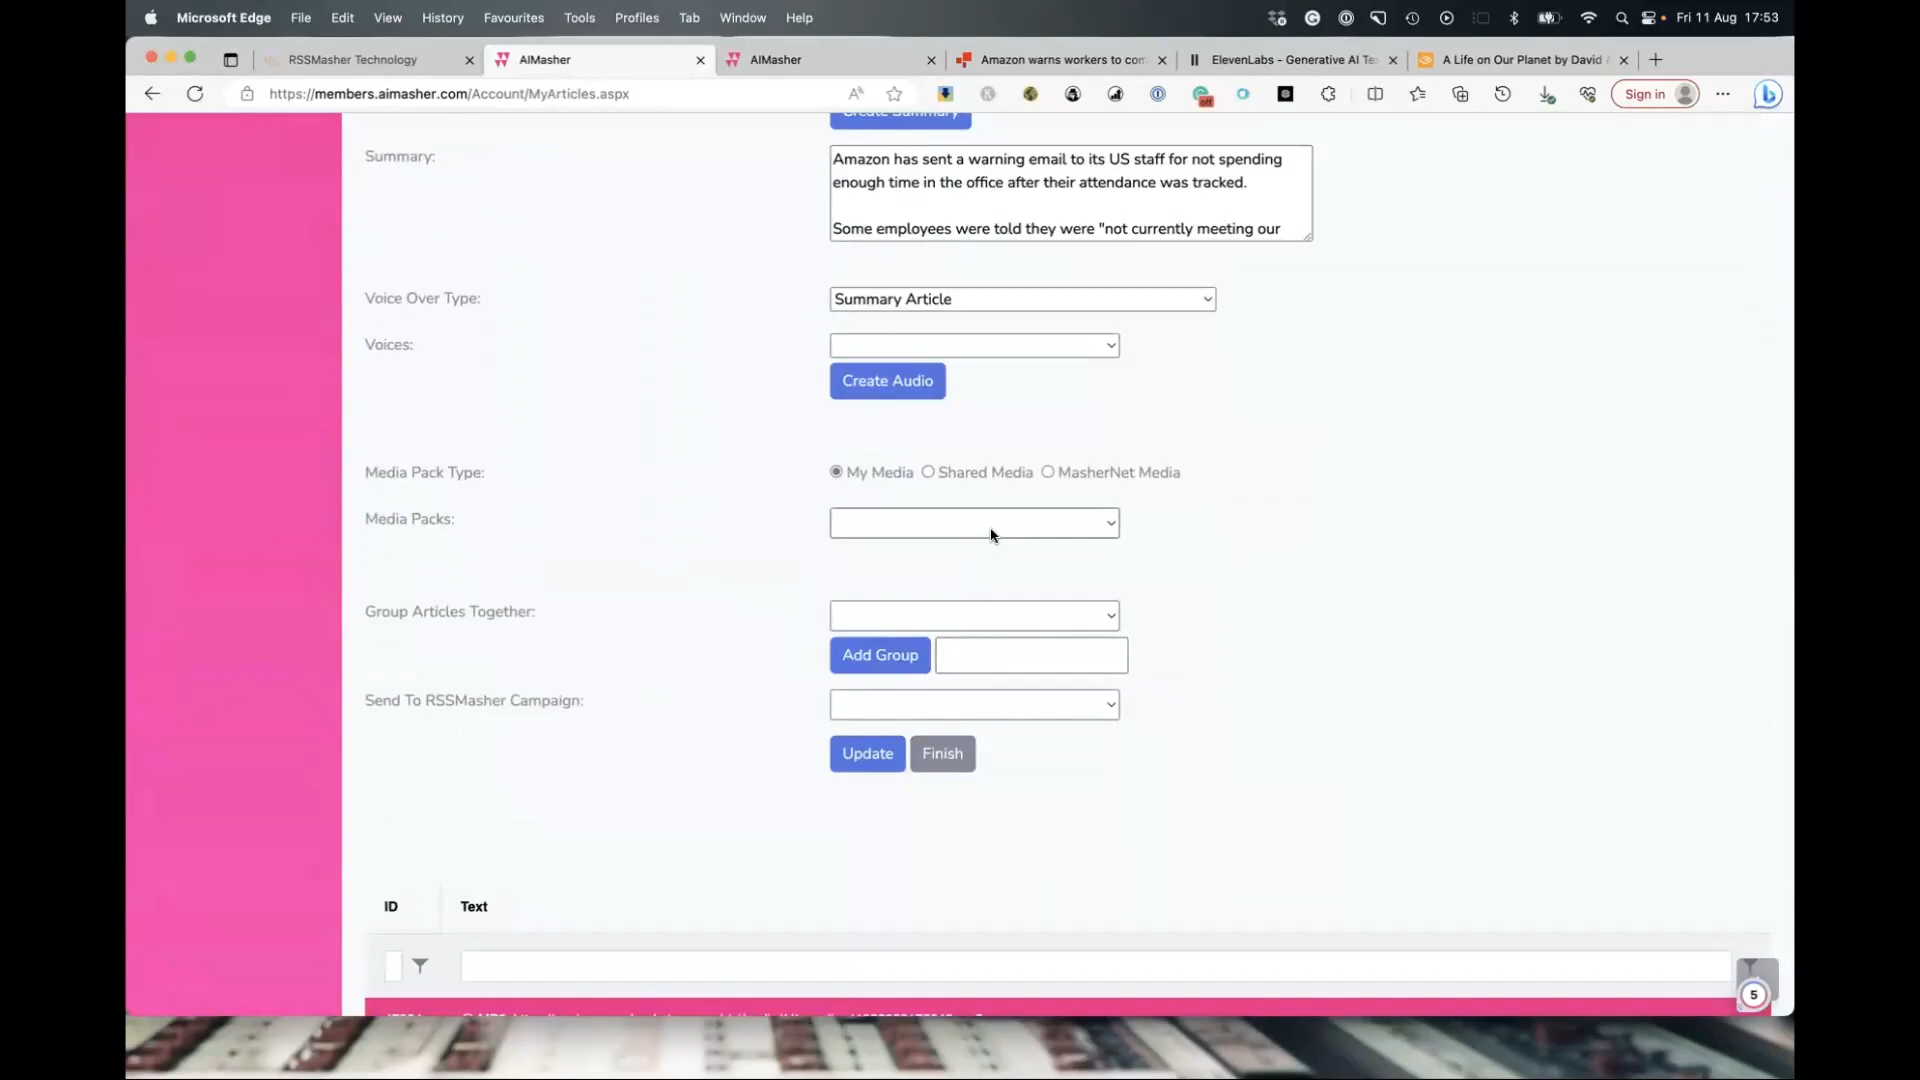 Microsoft Edge File Edit View History Favourites Tools Profiles Tab Window Help Fri 11 Aug 17:53
RSSMasher Technology AIMasher AIMasher Amazon warns workers to com ElevenLabs - Generative AI Te A Life on Our Planet by David
https://members.aimasher.com/Account/MyArticles.aspx Sign in
Create Summary
Summary:
Amazon has sent a warning email to its US staff for not spending
enough time in the office after their attendance was tracked.
Some employees were told they were "not currently meeting our
Voice Over Type: Summary Article
Voices:
Create Audio
Media Pack Type: My Media Shared Media MasherNet Media
Media Packs:
Group Articles Together:
Add Group
Send To RSSMasher Campaign:
Update Finish
ID Text
5